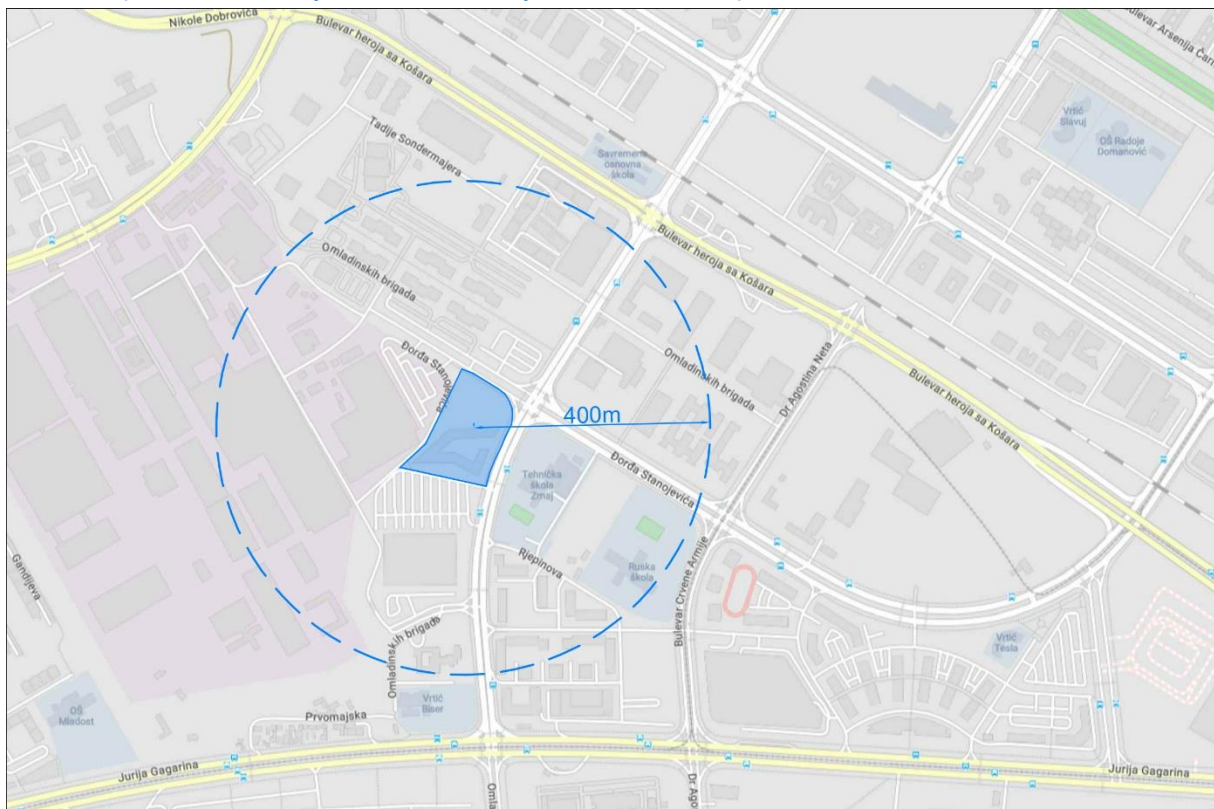 Nikole Dobrovića
Bulevar heroja sa Košara
Bulevar Arsenija Čarn
Vrtić
Slavuj
OŠ Radoje
Domanović
Tadije Sondermajera
Savremena
osnovna
škola
Bulevar heroja sa Košara
Omladinskih brigada
Omladinskih brigada
Dr Agostina Neta
Bulevar heroja sa Košara
Đorđa Stanojevića
400m
Đorđa Stanojevića
Tehnička
škola
Zmaj
Rjepinova
Ruska
škola
Bulevar Crvene Armije
Gandijeva
Omladinskih brigada
Vrtić
Tesla
OŠ
Mladost
Vrtić
Biser
Prvomajska
Jurija Gagarina
Jurija Gagarina
Omla
Dr Ago